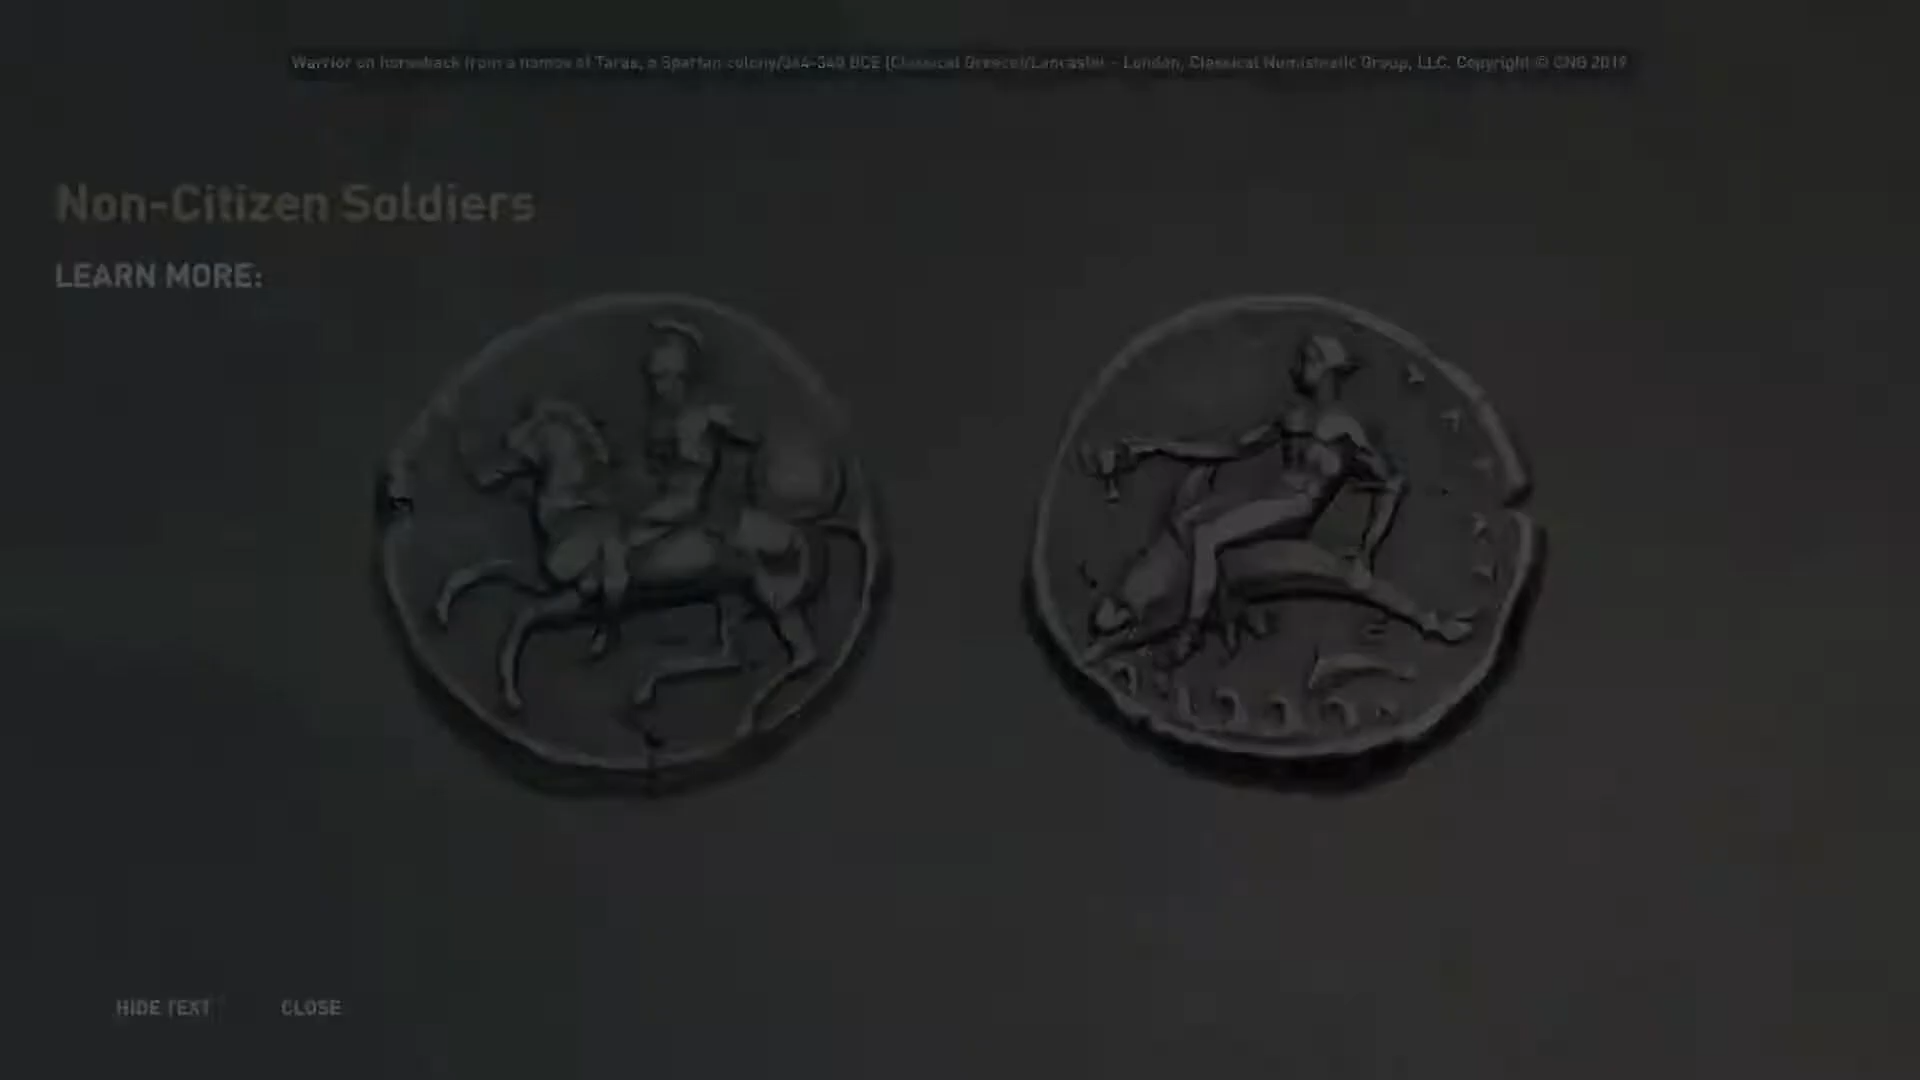 Warrior on horseback from a nomos of Taras, a Spartan colony/344-340 BCE (Classical Greece)/Lancaster - London, Classical Numismatic Group, LLC. Copyright © CNG 2019
Non-Citizen Soldiers
LEARN MORE:
HIDE TEXT
CLOSE